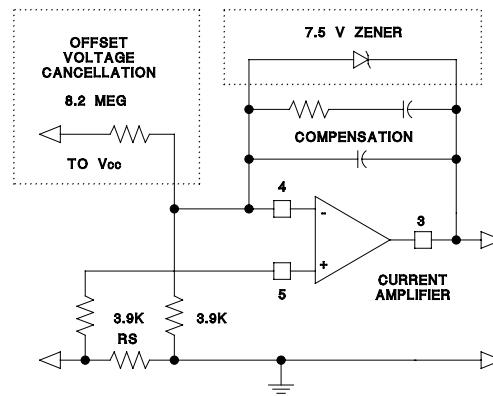 OFFSET
VOLTAGE
CANCELLATION
8.2 MEG
TO Vcc
7.5 V ZENER
COMPENSATION
4
-
3
+
5
CURRENT
AMPLIFIER
3.9K
3.9K
RS